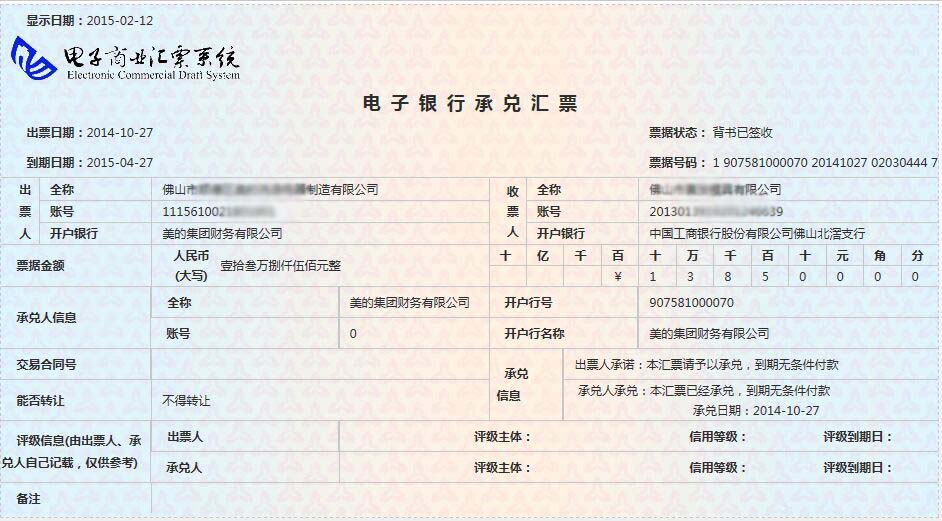 显示日期：2015-02-12
电子商业汇票系统
Electronic Commercial Draft System
电子银行承兑汇票
出票日期：2014-10-27 票据状态： 背书已签收
到期日期：2015-04-27 票据号码： 1 907581000070 20141027 02030444 7
出票人 全称 佛山市 制造有限公司 收票人 全称 有限公司
账号 111561002 账号 201301 39
开户银行 美的集团财务有限公司 开户银行 中国工商银行股份有限公司佛山北滘支行
票据金额 人民币(大写) 壹拾叁万捌仟伍佰元整 十 亿 千 百 十 万 千 百 十 元 角 分
¥ 1 3 8 5 0 0 0 0
承兑人信息 全称 美的集团财务有限公司 开户行号 907581000070
账号 0 开户行名称 美的集团财务有限公司
交易合同号 承兑信息 出票人承诺：本汇票请予以承兑，到期无条件付款
能否转让 不得转让 承兑人承兑：本汇票已经承兑，到期无条件付款
承兑日期：2014-10-27
评级信息(由出票人、承兑人自己记载，仅供参考) 出票人 评级主体： 信用等级： 评级到期日：
承兑人 评级主体： 信用等级： 评级到期日：
备注